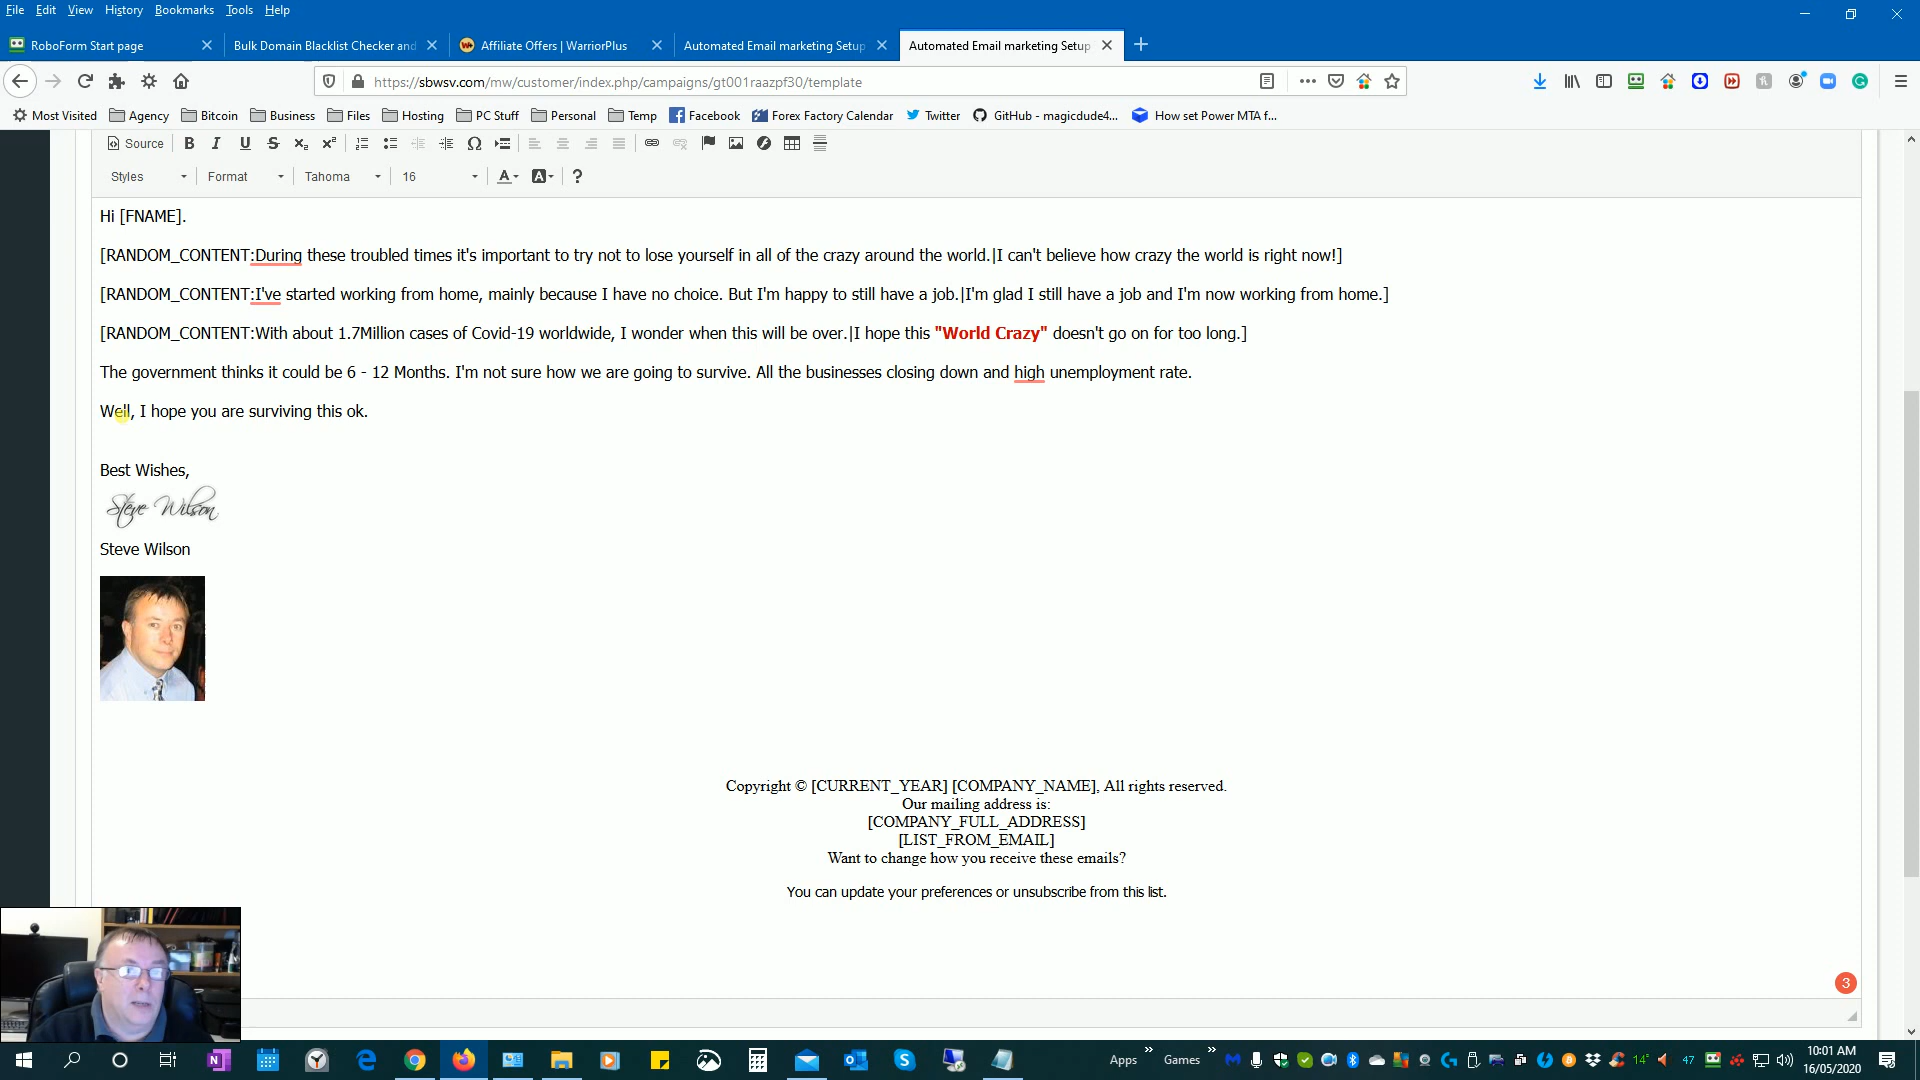 File Edit View History Bookmarks Tools Help
RoboForm Start page
Bulk Domain Blacklist Checker and
Affiliate Offers | WarriorPlus
Automated Email marketing Setup
Automated Email marketing Setup
https://sbwsv.com/mw/customer/index.php/campaigns/gt001raazpf30/template
Most Visited Agency Bitcoin Business Files Hosting PC Stuff Personal Temp Facebook Forex Factory Calendar Twitter GitHub - magicdude4... How set Power MTA f...
Source
Styles Format Tahoma 16
Hi [FNAME].
[RANDOM_CONTENT:During these troubled times it's important to try not to lose yourself in all of the crazy around the world.|I can't believe how crazy the world is right now!]
[RANDOM_CONTENT:I've started working from home, mainly because I have no choice. But I'm happy to still have a job.|I'm glad I still have a job and I'm now working from home.]
[RANDOM_CONTENT:With about 1.7Million cases of Covid-19 worldwide, I wonder when this will be over.|I hope this "World Crazy" doesn't go on for too long.]
The government thinks it could be 6 - 12 Months. I'm not sure how we are going to survive. All the businesses closing down and high unemployment rate.
Well, I hope you are surviving this ok.
Best Wishes,
Steve Wilson
Steve Wilson
Copyright © [CURRENT_YEAR] [COMPANY_NAME], All rights reserved.
Our mailing address is:
[COMPANY_FULL_ADDRESS]
[LIST_FROM_EMAIL]
Want to change how you receive these emails?
You can update your preferences or unsubscribe from this list.
3
Apps Games 14° 47
10:01 AM
16/05/2020